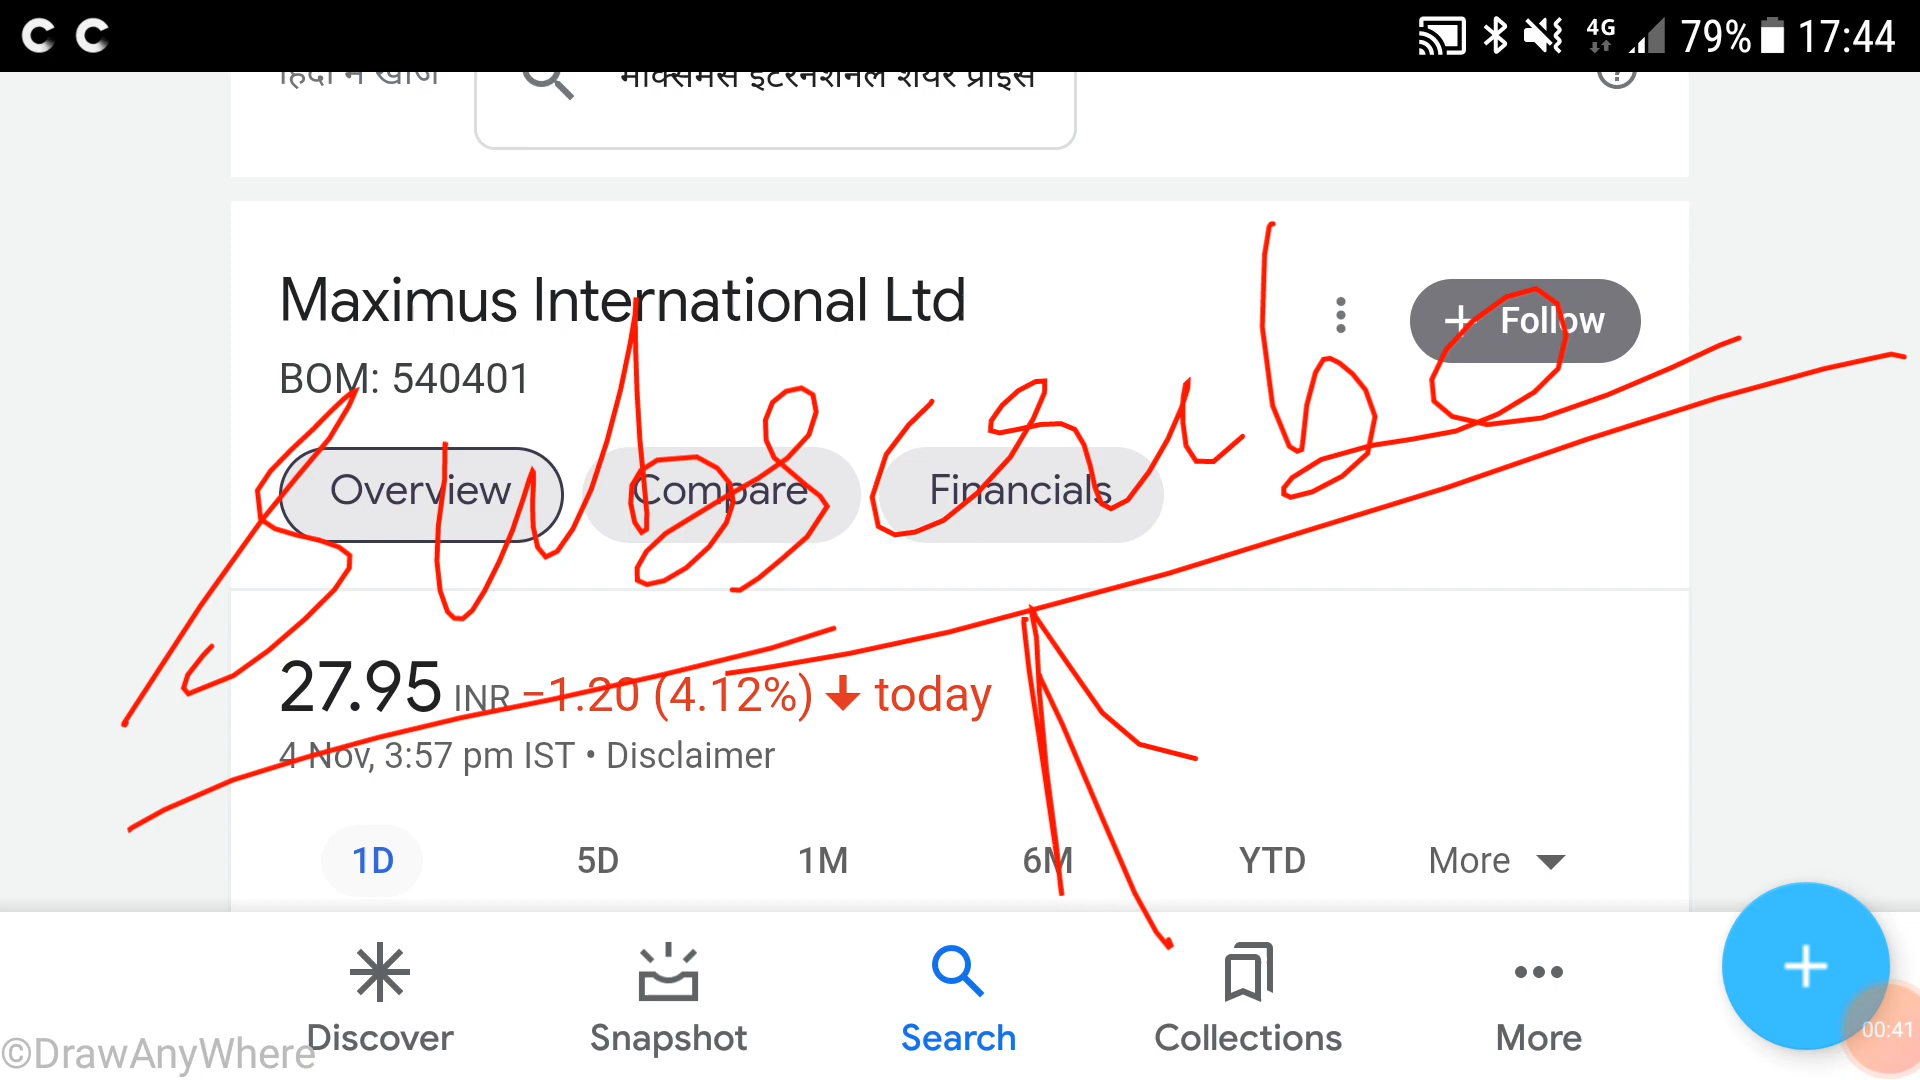 4G 79% 17:44
हिंदी में खोजें मैक्सिमस इंटरनेशनल शेयर प्राइस
Maximus International Ltd
+ Follow
BOM: 540401
Subscribe
Overview Compare Financials
27.95 INR −1.20 (4.12%) ↓ today
4 Nov, 3:57 pm IST • Disclaimer
1D 5D 1M 6M YTD More
Discover Snapshot Search Collections More
00:41
©DrawAnyWhere